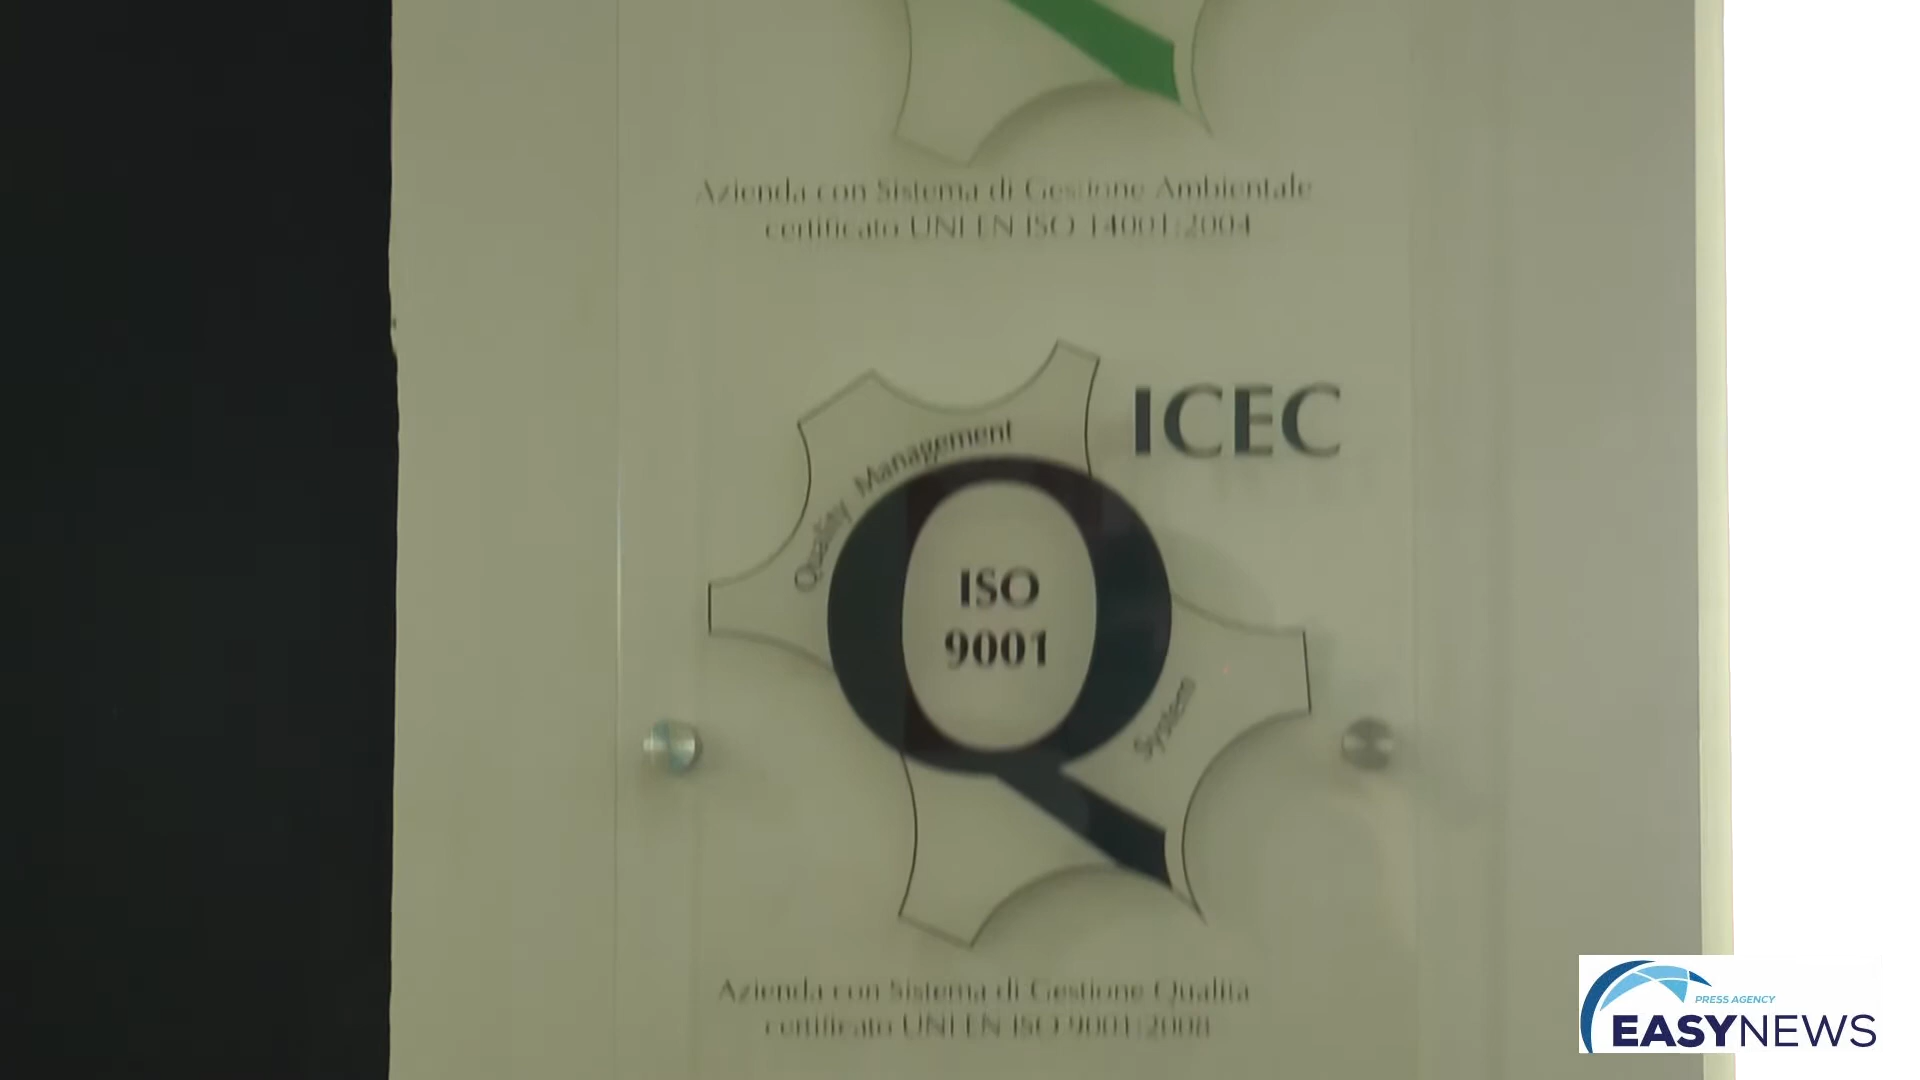 Azienda con Sistema di Gestione Ambientale
certificato UNI EN ISO 14001:2004
ICEC
Quality Management
ISO
9001
Systems
Azienda con Sistema di Gestione Qualità
certificato UNI EN ISO 9001:2008
PRESS AGENCY
EASYNEWS